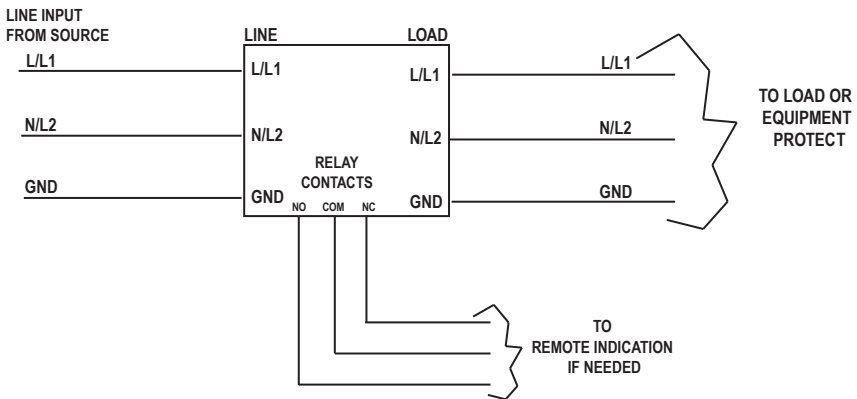 LINE INPUT
FROM SOURCE
LINE
LOAD
L/L1
L/L1
L/L1
L/L1
TO LOAD OR
EQUIPMENT
PROTECT
N/L2
N/L2
N/L2
N/L2
RELAY
CONTACTS
GND
GND
GND
GND
NO
COM
NC
TO
REMOTE INDICATION
IF NEEDED